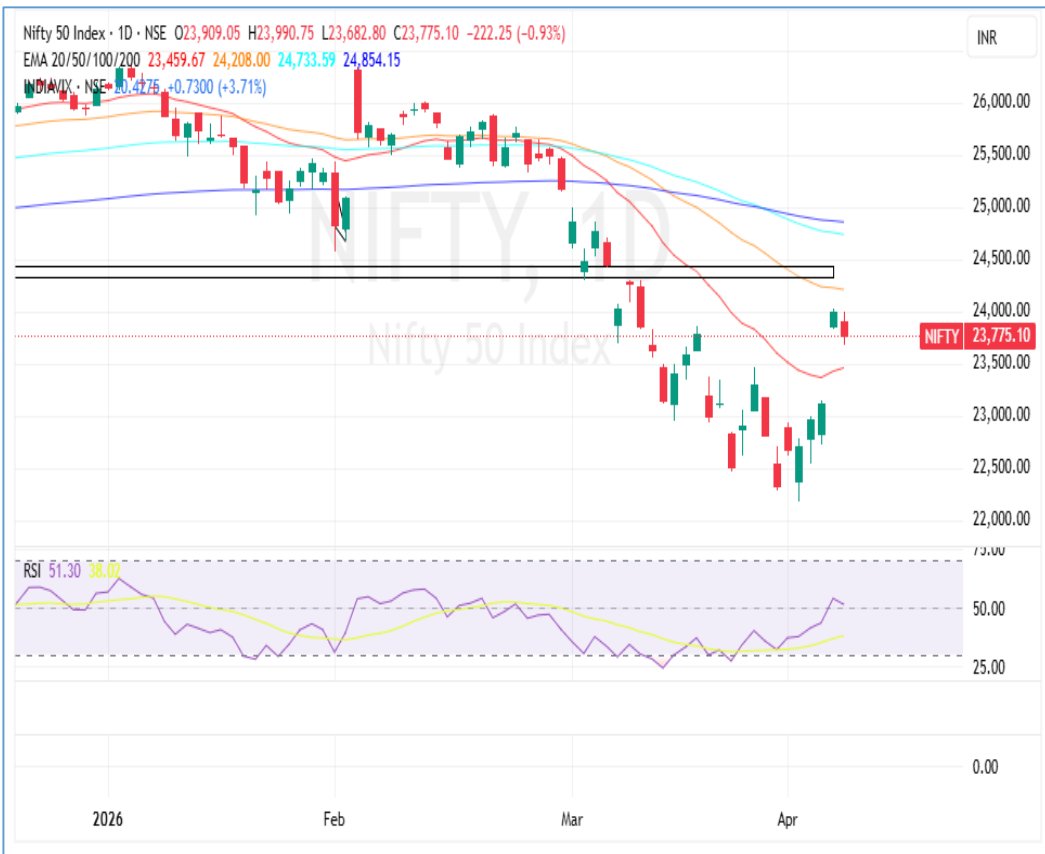 Nifty 50 Index · 1D · NSE O23,909.05 H23,990.75 L23,682.80 C23,775.10 −222.25 (−0.93%)
INR
EMA 20/50/100/200 23,459.67 24,208.00 24,733.59 24,854.15
INDIAVIX · NSE 20.4275 +0.7300 (+3.71%)
26,000.00
25,500.00
25,000.00
NIFTY, 1D
24,500.00
24,000.00
Nifty 50 Index
NIFTY 23,775.10
23,500.00
23,000.00
22,500.00
22,000.00
75.00
RSI 51.30 38.02
50.00
25.00
0.00
2026 Feb Mar Apr